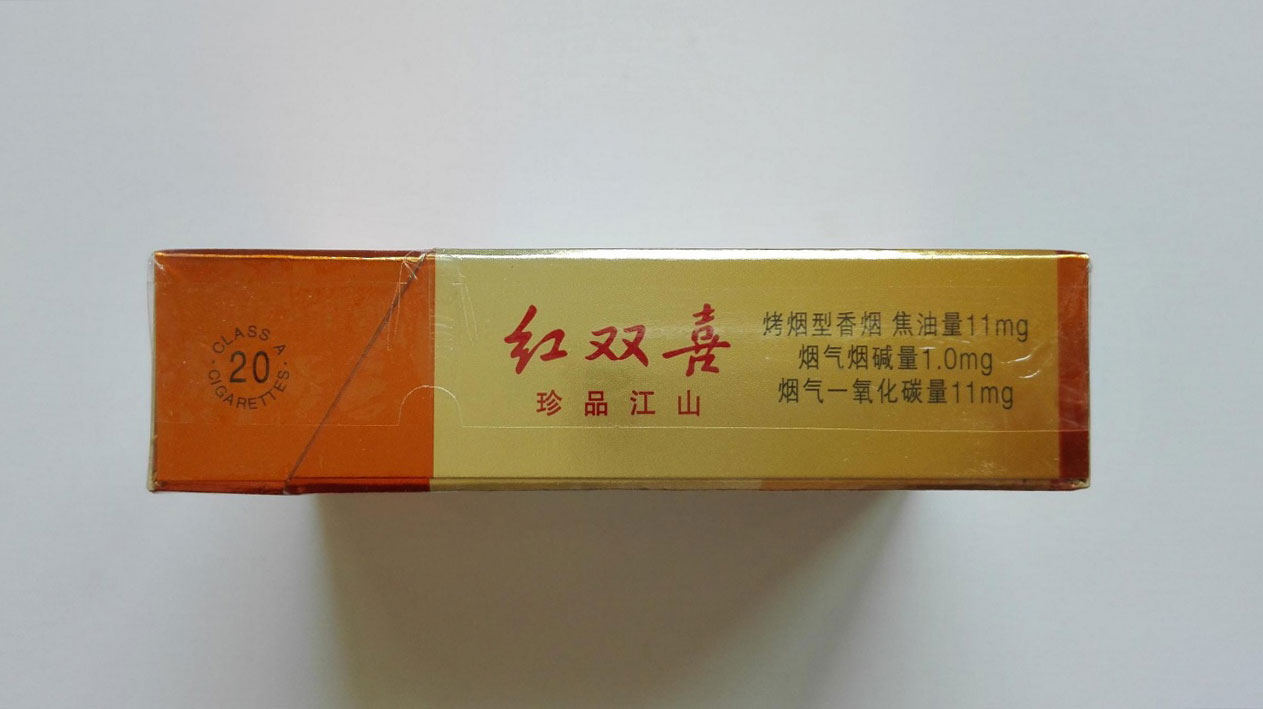 ·CLASS A·
20
CIGARETTES
红双喜
珍品江山
烤烟型香烟 焦油量11mg
烟气烟碱量1.0mg
烟气一氧化碳量11mg